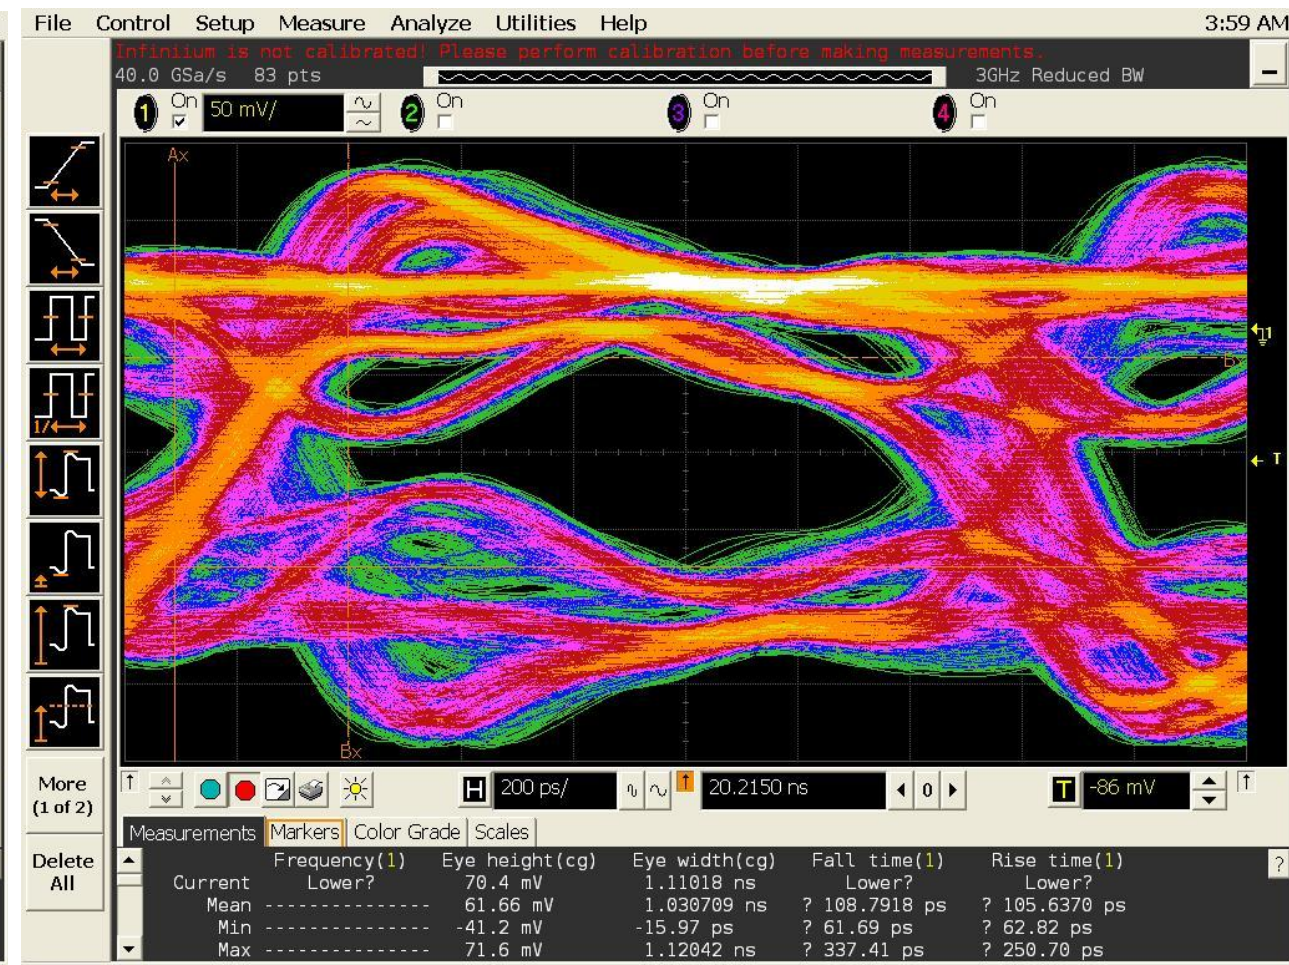 File Control Setup Measure Analyze Utilities Help 3:59 AM
Infiniium is not calibrated! Please perform calibration before making measurements.
40.0 GSa/s 83 pts 3GHz Reduced BW
1 On 50 mV/ 2 On 3 On 4 On
Ax
1
B
T
1/
Bx
More
(1 of 2)
H 200 ps/ 20.2150 ns 0 T -86 mV
Measurements Markers Color Grade Scales
Delete
All
Frequency(1) Eye height(cg) Eye width(cg) Fall time(1) Rise time(1) ?
Current Lower? 70.4 mV 1.11018 ns Lower? Lower?
Mean --------------- 61.66 mV 1.030709 ns ? 108.7918 ps ? 105.6370 ps
Min --------------- -41.2 mV -15.97 ps ? 61.69 ps ? 62.82 ps
Max --------------- 71.6 mV 1.12042 ns ? 337.41 ps ? 250.70 ps